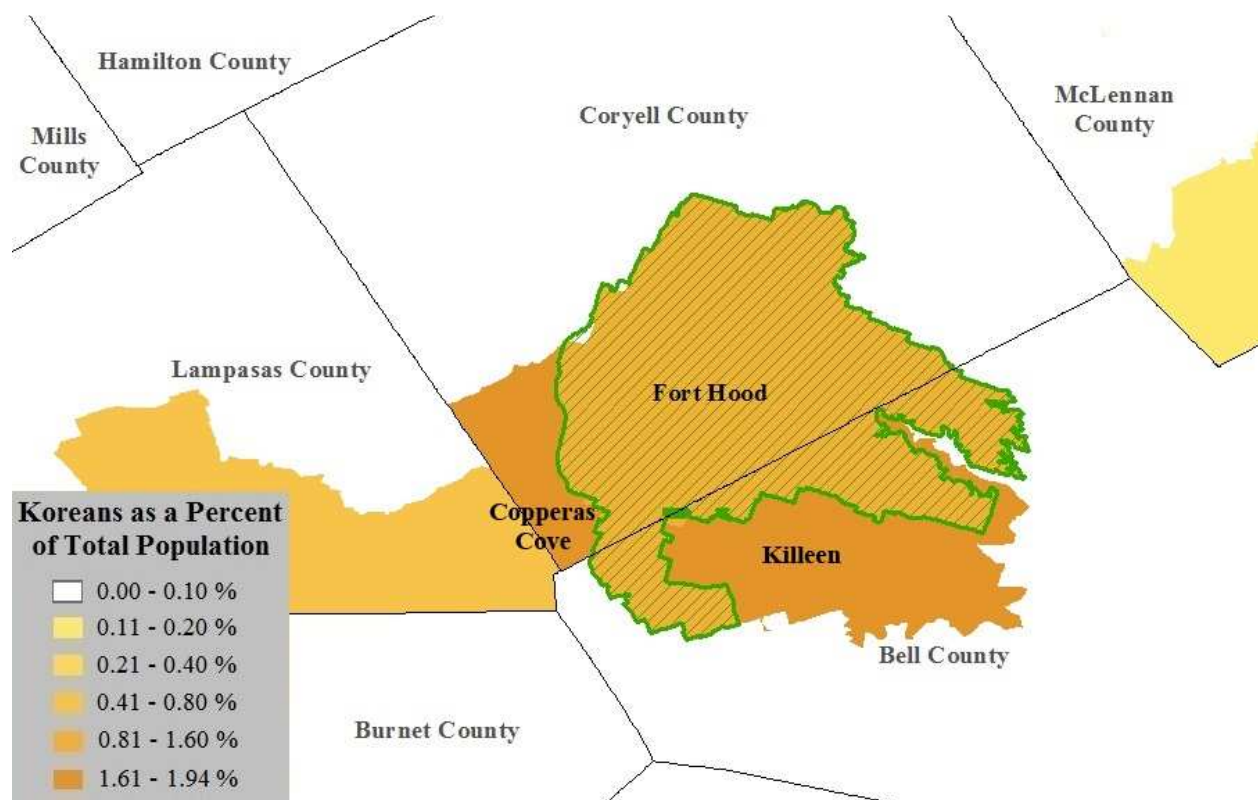 Hamilton County
Mills
County
Coryell County
McLennan
County
Lampasas County
Fort Hood
Copperas
Cove
Killeen
Bell County
Burnet County
Koreans as a Percent
of Total Population
0.00 - 0.10 %
0.11 - 0.20 %
0.21 - 0.40 %
0.41 - 0.80 %
0.81 - 1.60 %
1.61 - 1.94 %